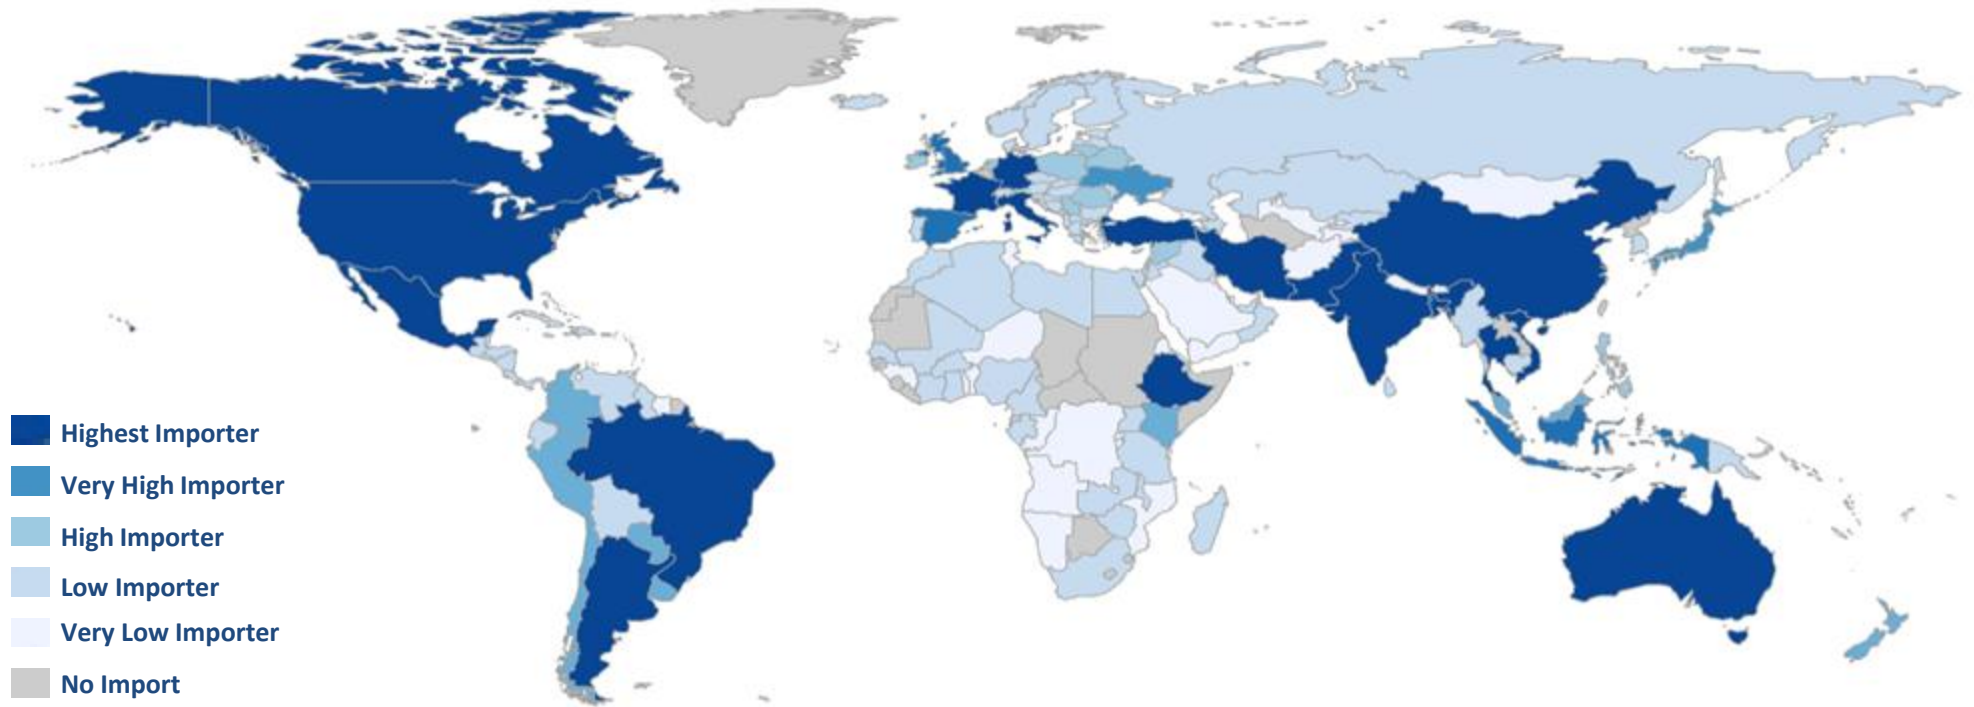 Highest Importer
Very High Importer
High Importer
Low Importer
Very Low Importer
No Import